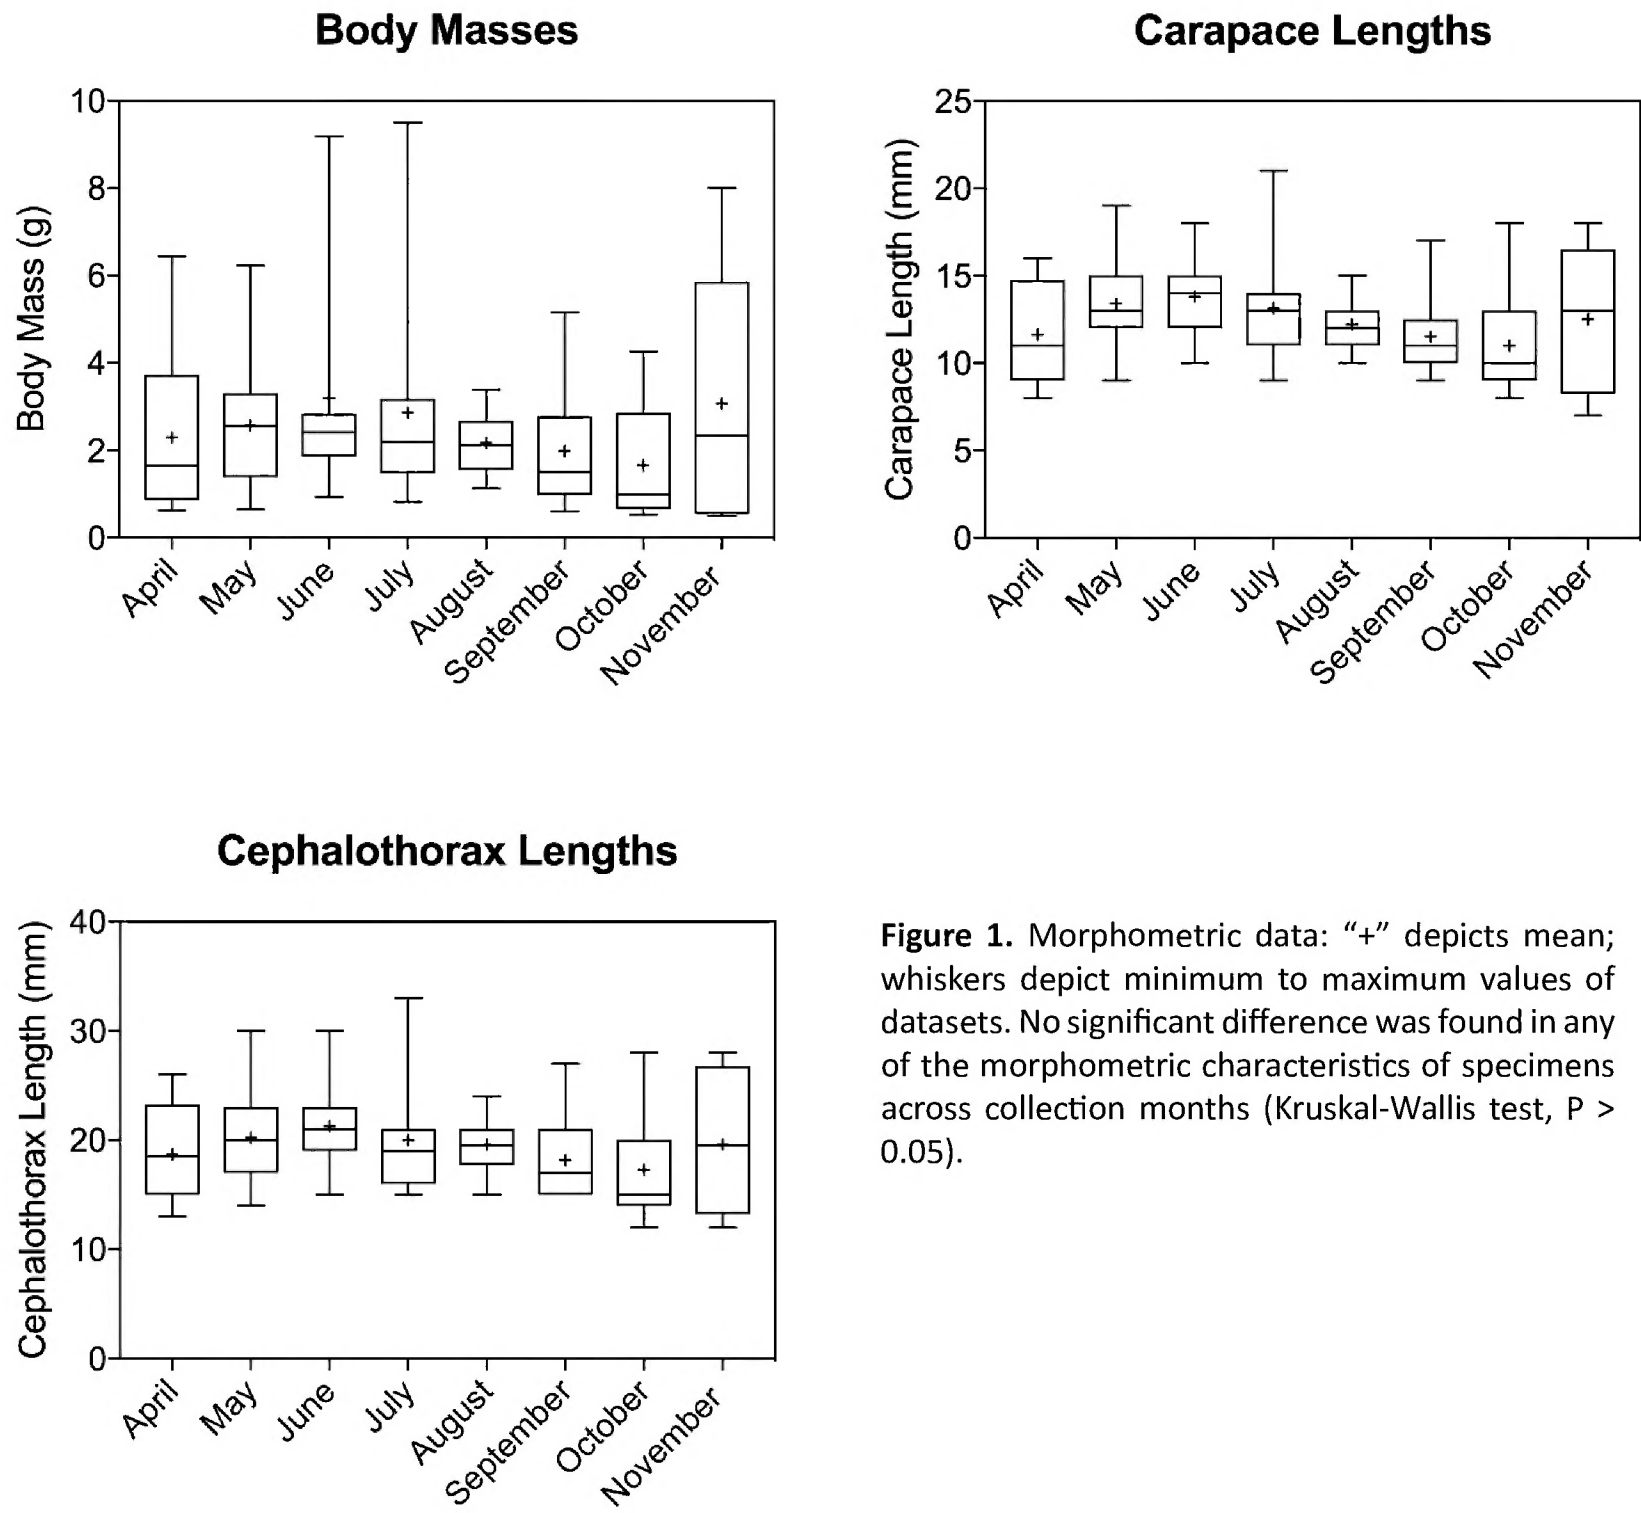 Body Masses
Body Mass (g)
10
8
6
4
2
0
April
May
June
July
August
September
October
November
Carapace Lengths
Carapace Length (mm)
25
20
15
10
5
0
April
May
June
July
August
September
October
November
Cephalothorax Lengths
Cephalothorax Length (mm)
40
30
20
10
0
April
May
June
July
August
September
October
November
Figure 1. Morphometric data: “+” depicts mean;
whiskers depict minimum to maximum values of
datasets. No significant difference was found in any
of the morphometric characteristics of specimens
across collection months (Kruskal-Wallis test, P >
0.05).